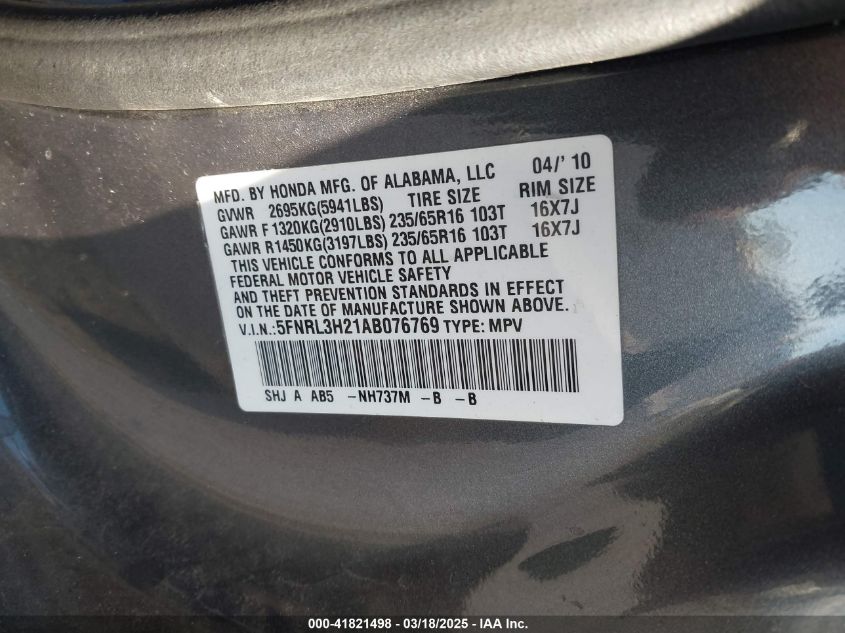 MFD. BY HONDA MFG. OF ALABAMA, LLC 04/' 10
GVWR 2695KG(5941LBS) TIRE SIZE RIM SIZE
GAWR F 1320KG(2910LBS) 235/65R16 103T 16X7J
GAWR R1450KG(3197LBS) 235/65R16 103T 16X7J
THIS VEHICLE CONFORMS TO ALL APPLICABLE
FEDERAL MOTOR VEHICLE SAFETY
AND THEFT PREVENTION STANDARDS IN EFFECT
ON THE DATE OF MANUFACTURE SHOWN ABOVE.
V.I.N.:5FNRL3H21AB076769 TYPE: MPV
SHJ A AB5 -NH737M -B -B
000-41821498 - 03/18/2025 - IAA Inc.